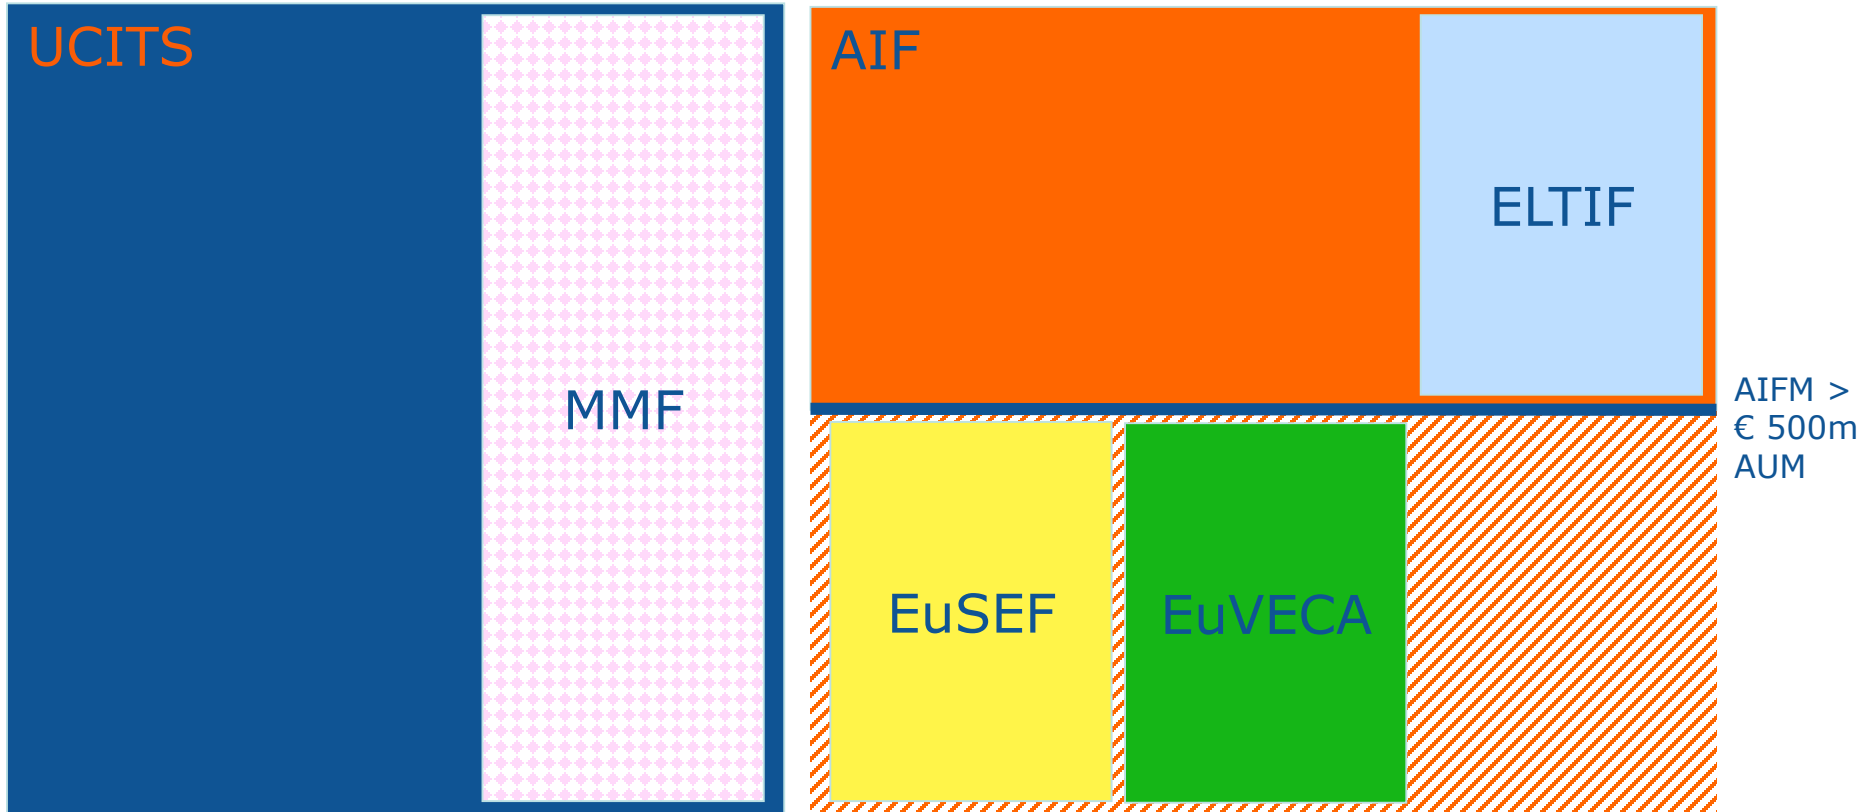 UCITS
MMF
AIF
ELTIF
AIFM >
€ 500m
AUM
EuSEF
EuVECA